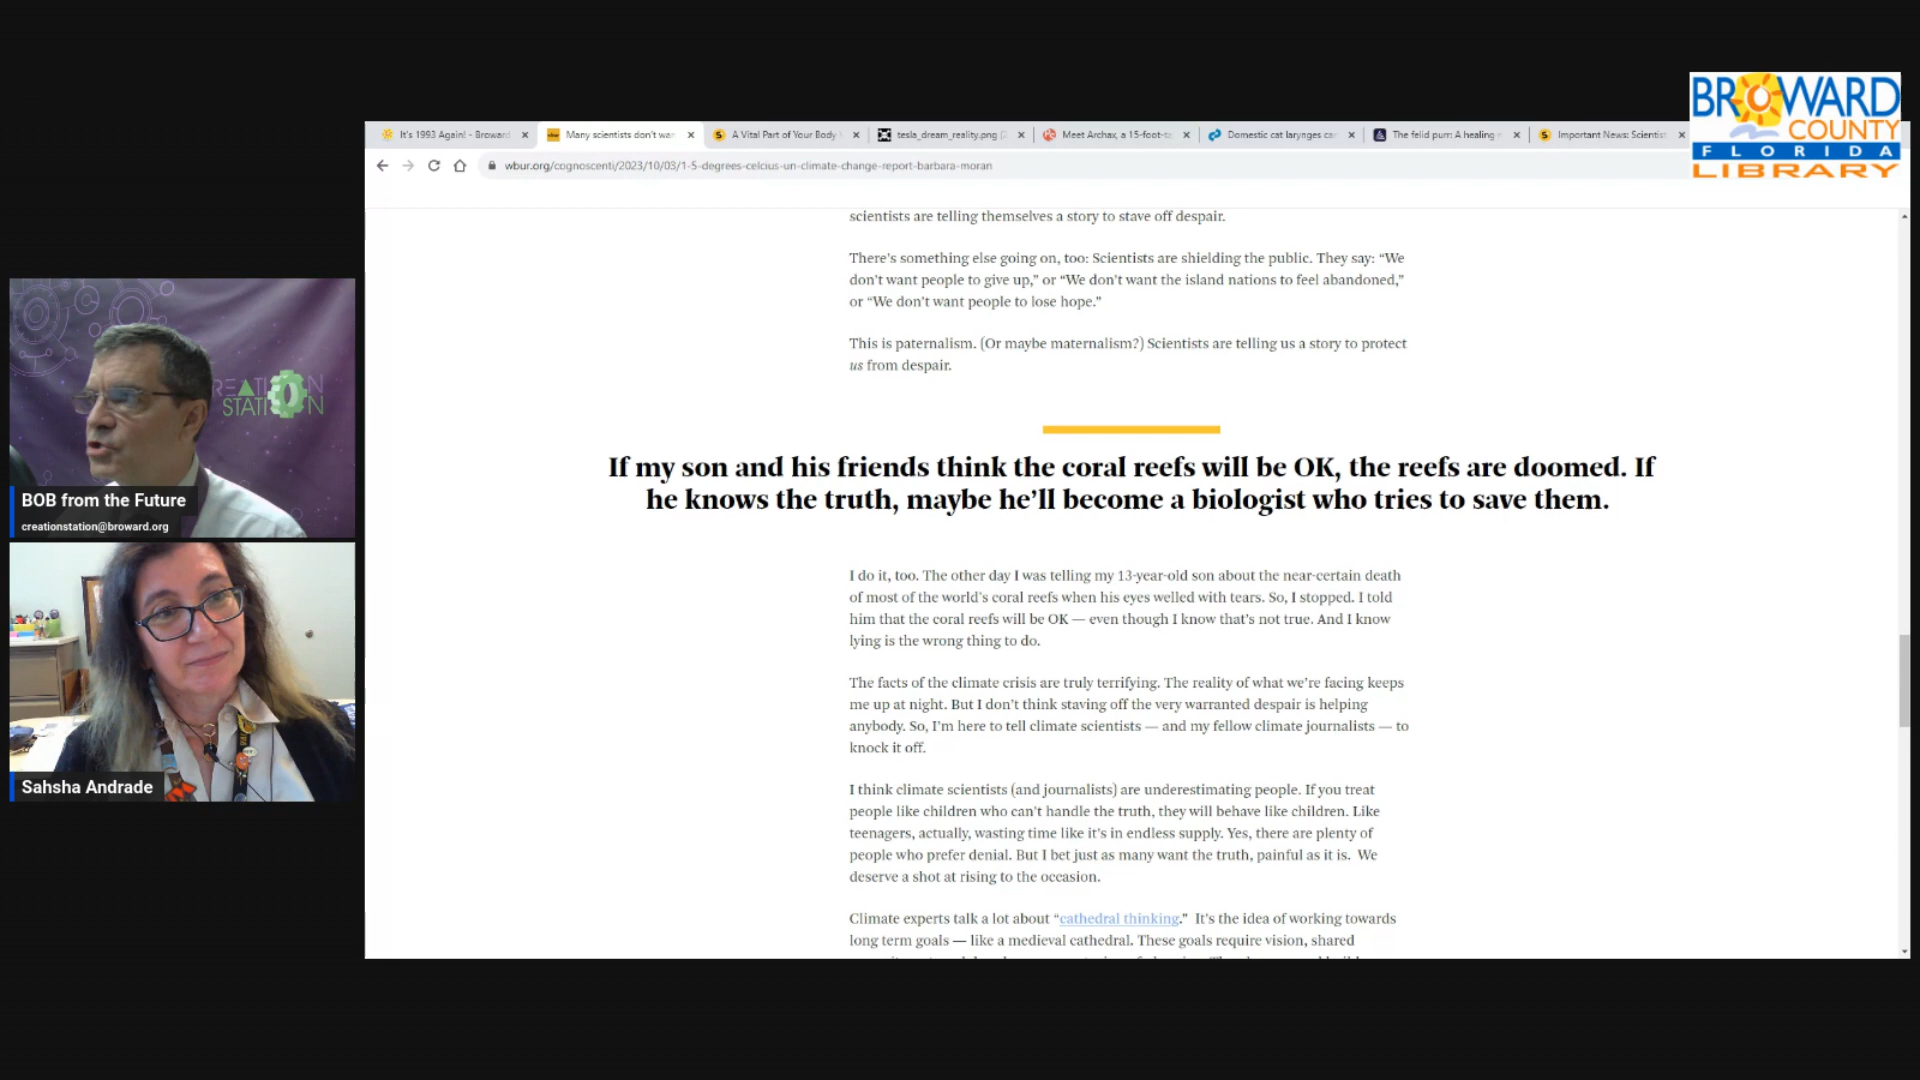 BROWARD
COUNTY
FLORIDA
LIBRARY
It's 1993 Again! - Broward
Many scientists don't wa
A Vital Part of Your Body
tesla_dream_reality.png
Meet Archax, a 15-foot-
Domestic cat larynges ca
The felid purr: A healing
Important News: Scientis
wbur.org/cognoscenti/2023/10/03/1-5-degrees-celcius-un-climate-change-report-barbara-moran
scientists are telling themselves a story to stave off despair.
There's something else going on, too: Scientists are shielding the public. They say: “We
don't want people to give up,” or “We don't want the island nations to feel abandoned,”
or “We don't want people to lose hope.”
This is paternalism. (Or maybe maternalism?) Scientists are telling us a story to protect
us from despair.
If my son and his friends think the coral reefs will be OK, the reefs are doomed. If
he knows the truth, maybe he’ll become a biologist who tries to save them.
I do it, too. The other day I was telling my 13-year-old son about the near-certain death
of most of the world's coral reefs when his eyes welled with tears. So, I stopped. I told
him that the coral reefs will be OK — even though I know that's not true. And I know
lying is the wrong thing to do.
The facts of the climate crisis are truly terrifying. The reality of what we're facing keeps
me up at night. But I don't think staving off the very warranted despair is helping
anybody. So, I'm here to tell climate scientists — and my fellow climate journalists — to
knock it off.
I think climate scientists (and journalists) are underestimating people. If you treat
people like children who can't handle the truth, they will behave like children. Like
teenagers, actually, wasting time like it's in endless supply. Yes, there are plenty of
people who prefer denial. But I bet just as many want the truth, painful as it is. We
deserve a shot at rising to the occasion.
Climate experts talk a lot about “cathedral thinking.” It's the idea of working towards
long term goals — like a medieval cathedral. These goals require vision, shared
REATION
STATION
BOB from the Future
creationstation@broward.org
Sahsha Andrade